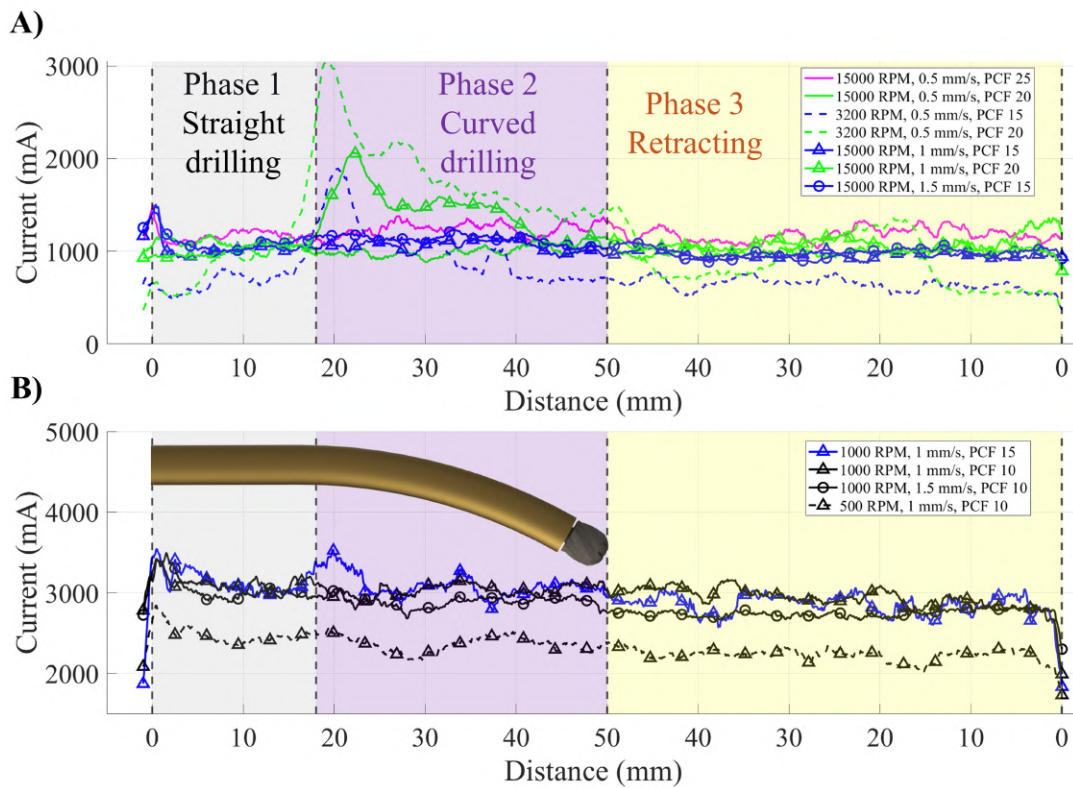 A)
Current (mA)
3000
2000
1000
0
Phase 1
Straight
drilling
Phase 2
Curved
drilling
Phase 3
Retracting
15000 RPM, 0.5 mm/s, PCF 25
15000 RPM, 0.5 mm/s, PCF 20
3200 RPM, 0.5 mm/s, PCF 15
3200 RPM, 0.5 mm/s, PCF 20
15000 RPM, 1 mm/s, PCF 15
15000 RPM, 1 mm/s, PCF 20
15000 RPM, 1.5 mm/s, PCF 15
0 10 20 30 40 50 40 30 20 10 0
Distance (mm)
B)
Current (mA)
5000
4000
3000
2000
1000 RPM, 1 mm/s, PCF 15
1000 RPM, 1 mm/s, PCF 10
1000 RPM, 1.5 mm/s, PCF 10
500 RPM, 1 mm/s, PCF 10
0 10 20 30 40 50 40 30 20 10 0
Distance (mm)